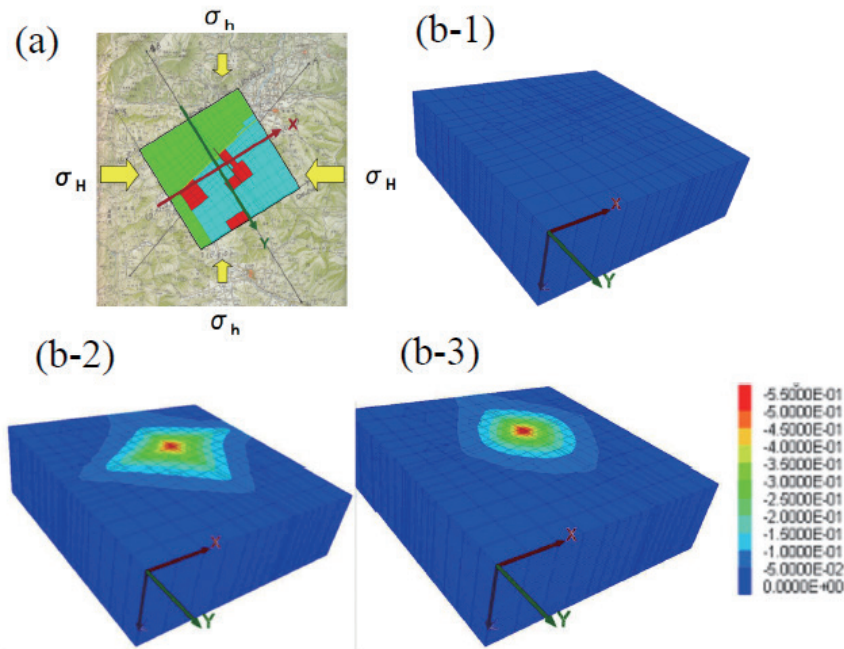 (a)
σh
σH
σH
X
Y
σh
(b-1)
X
Y
(b-2)
X
Y
(b-3)
X
Y
-5.5000E-01
-5.0000E-01
-4.5000E-01
-4.0000E-01
-3.5000E-01
-3.0000E-01
-2.5000E-01
-2.0000E-01
-1.5000E-01
-1.0000E-01
-5.0000E-02
0.0000E+00